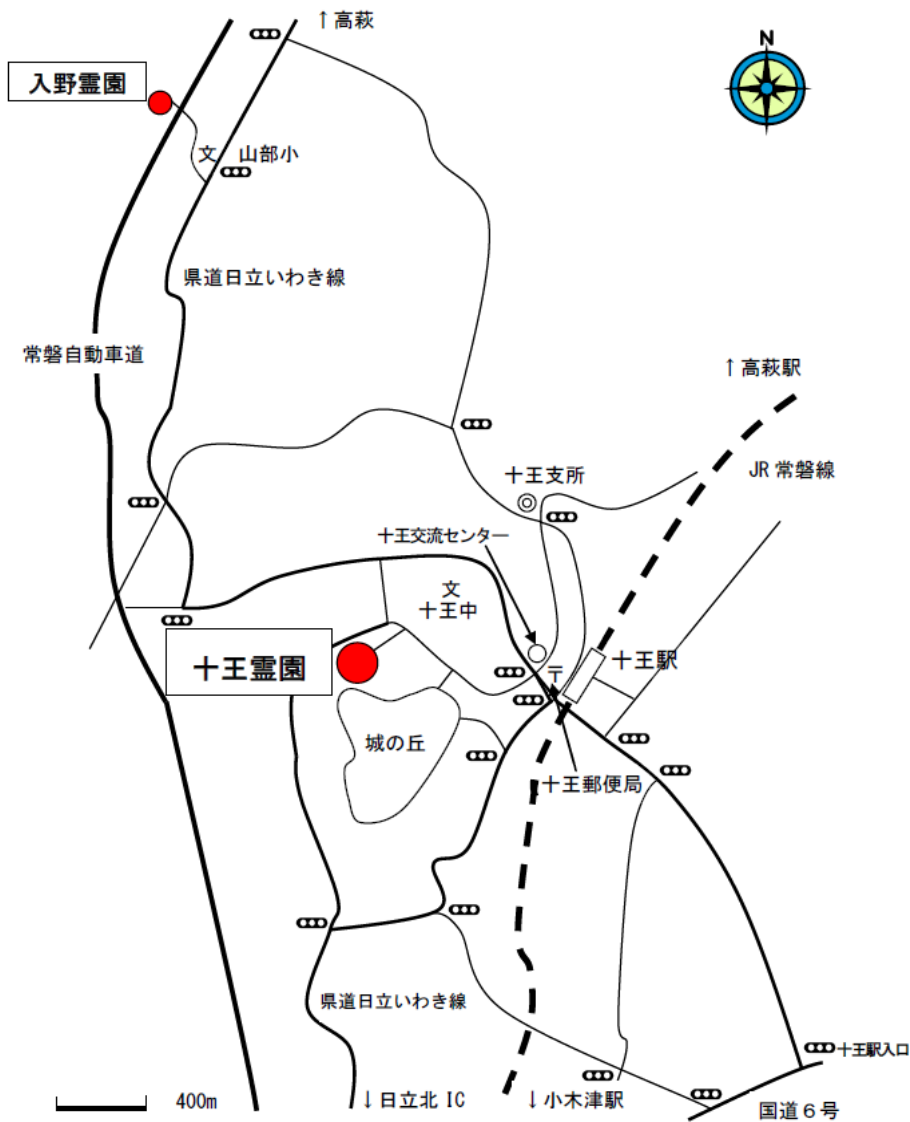 ↑高萩
N
入野霊園
文 山部小
県道日立いわき線
常磐自動車道
↑高萩駅
JR 常磐線
十王支所
十王交流センター
文
十王中
十王霊園
〒
十王駅
城の丘
十王郵便局
県道日立いわき線
十王駅入口
400m
↓日立北 IC
↓小木津駅
国道６号